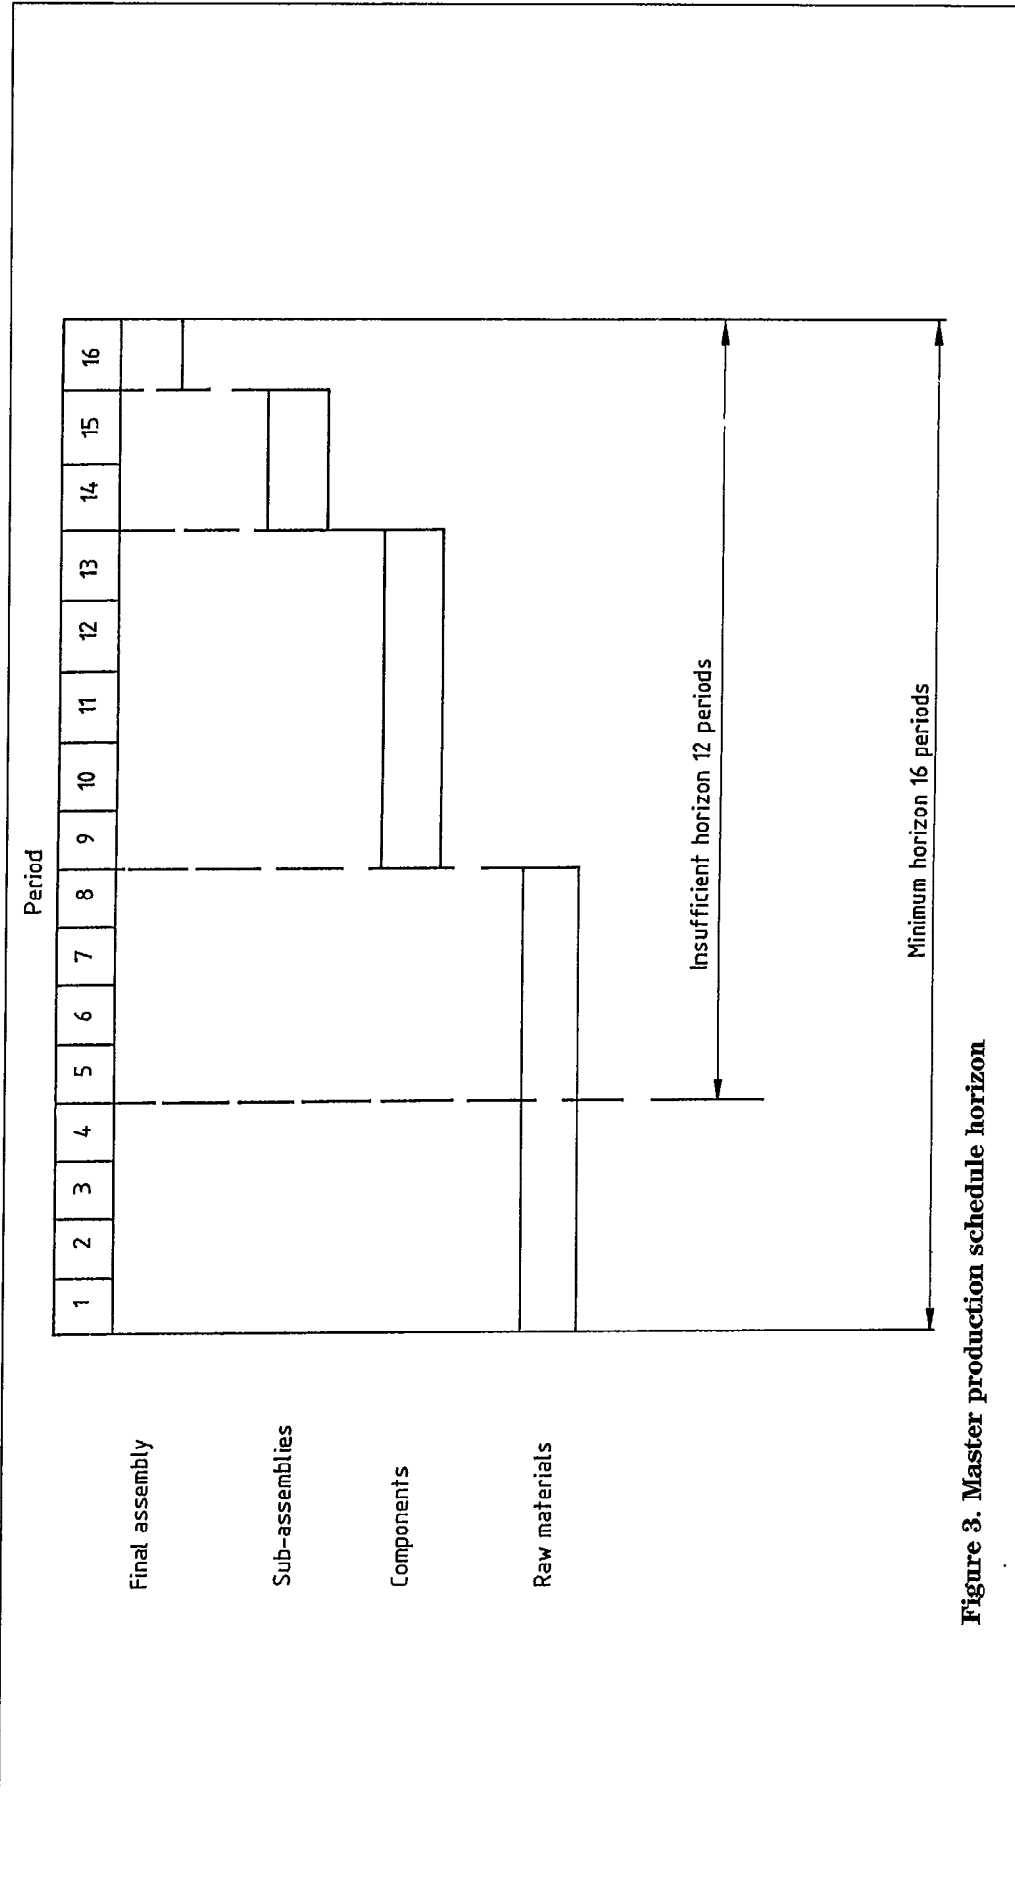 Period
1 2 3 4 5 6 7 8 9 10 11 12 13 14 15 16
Final assembly
Sub-assemblies
Components
Raw materials
Insufficient horizon 12 periods
Minimum horizon 16 periods
Figure 3. Master production schedule horizon